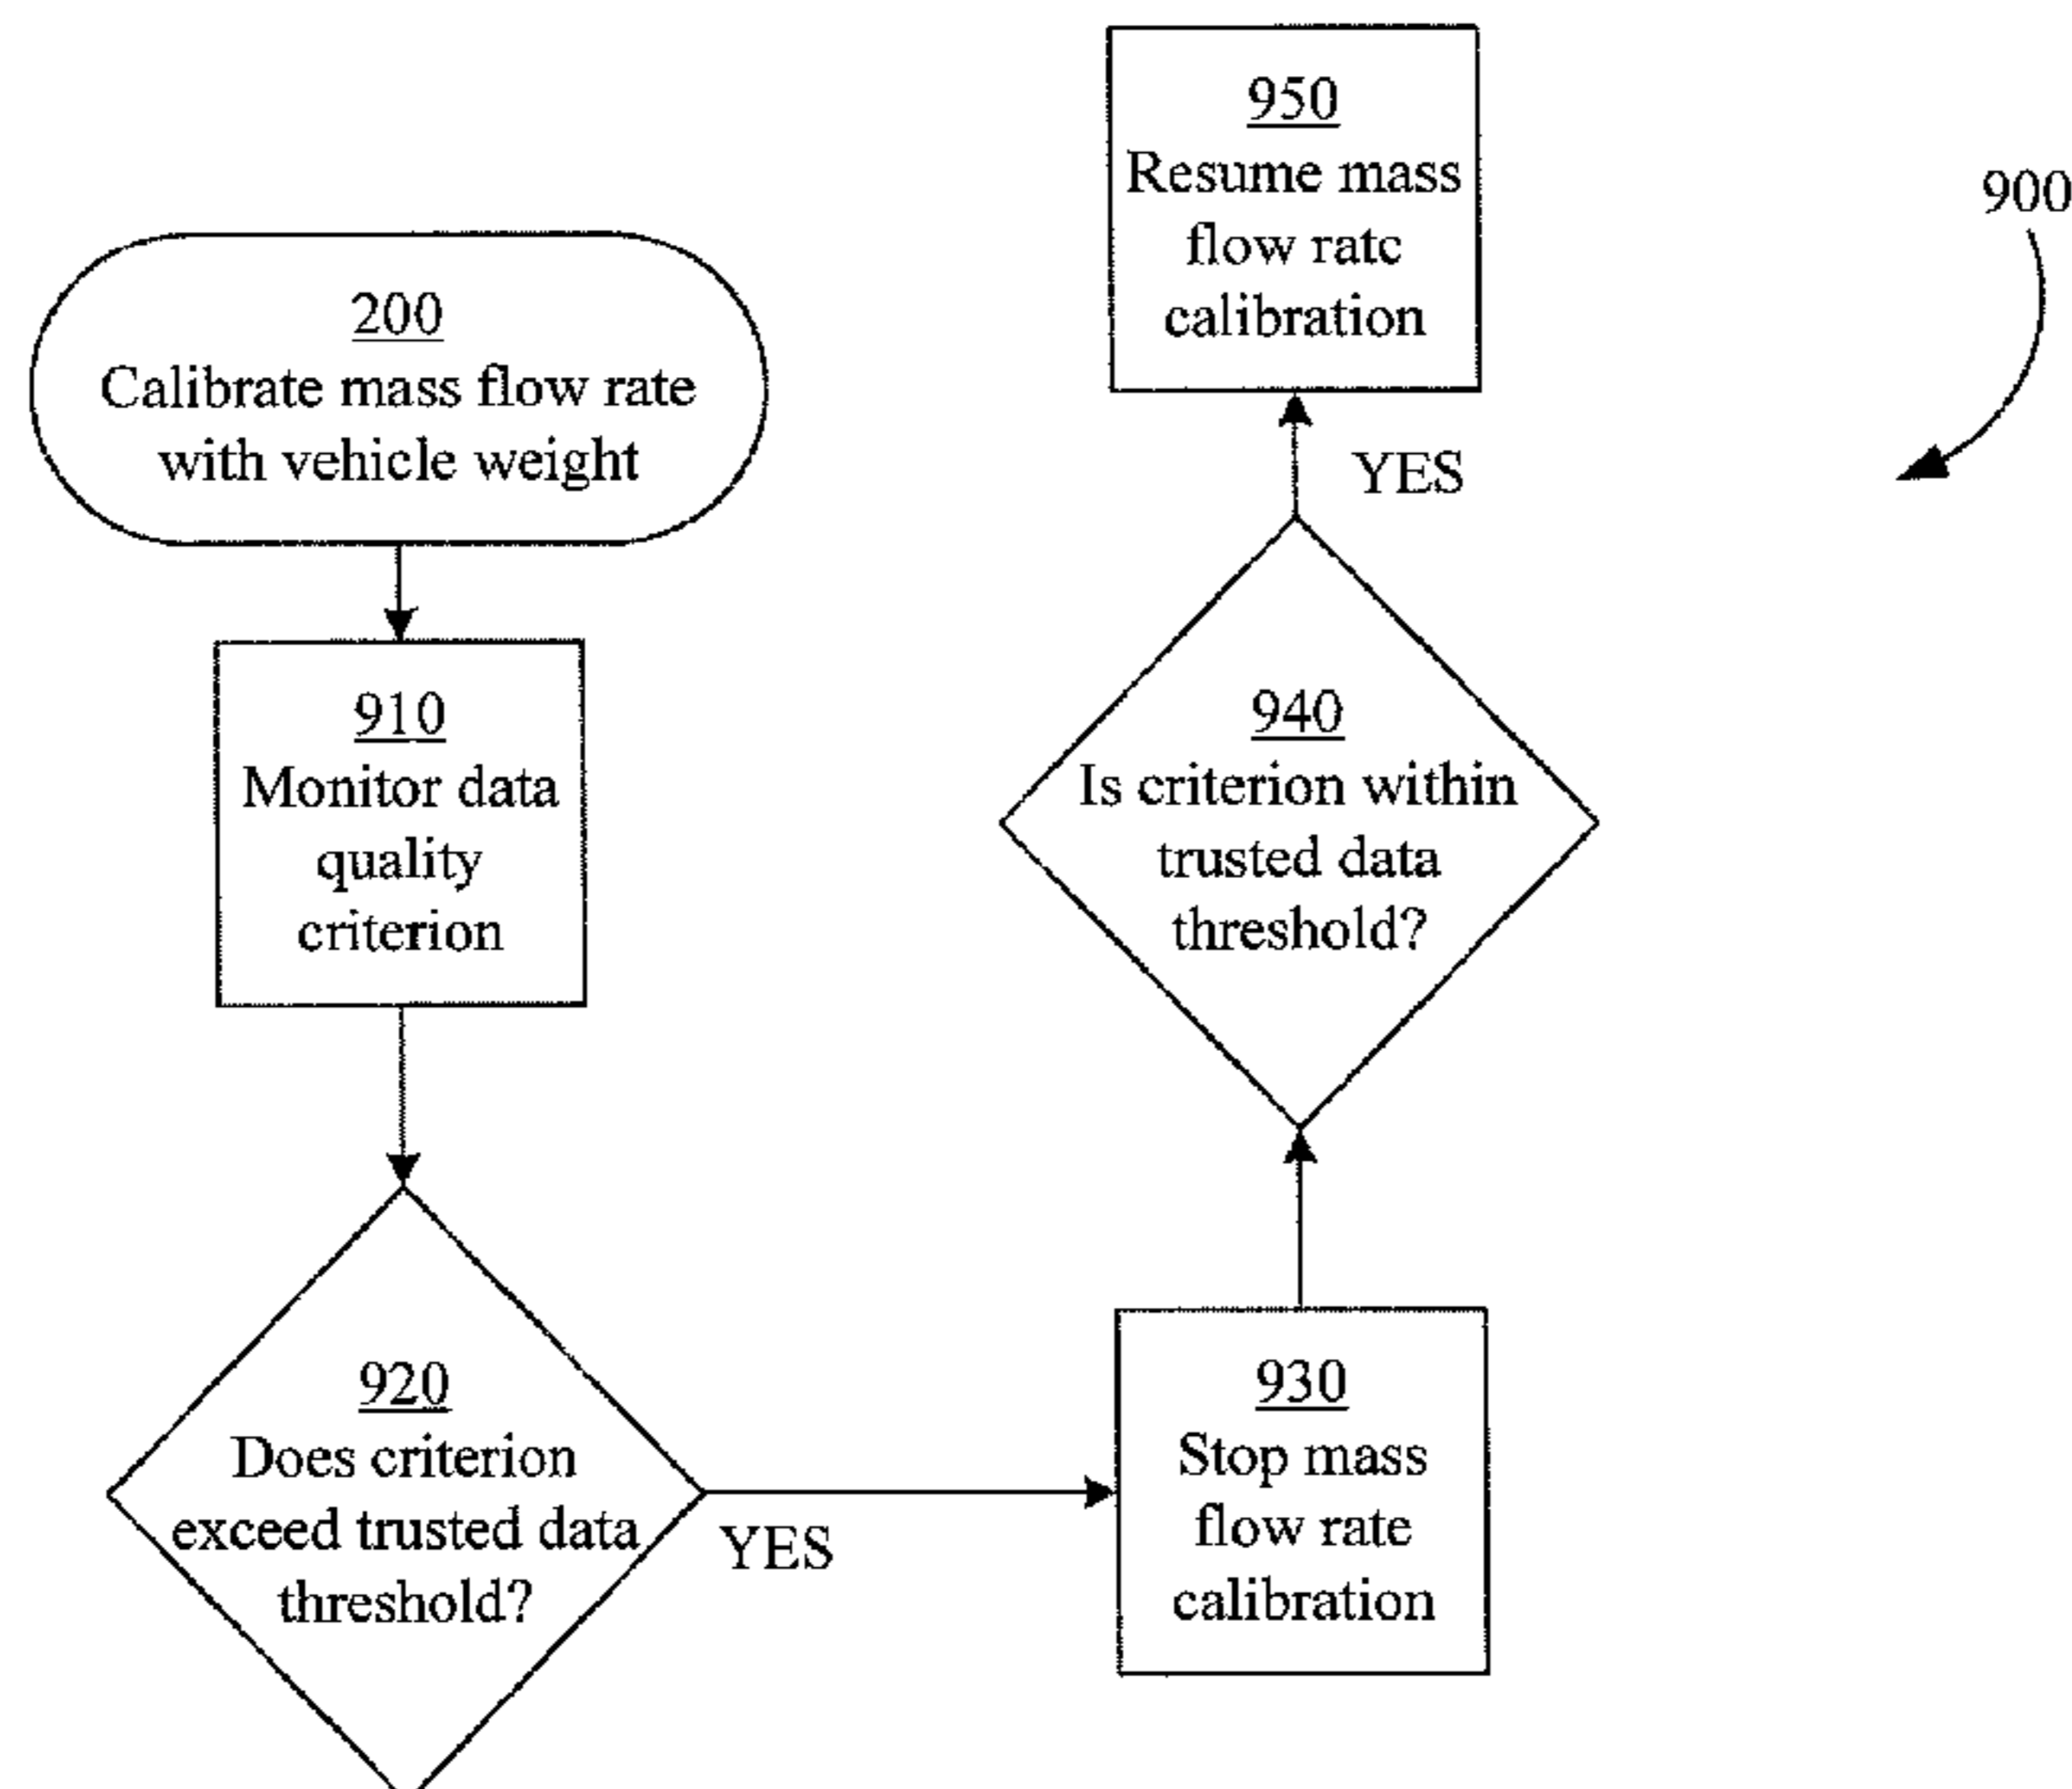 200
Calibrate mass flow rate
with vehicle weight
910
Monitor data
quality
criterion
920
Does criterion
exceed trusted data
threshold?
YES
930
Stop mass
flow rate
calibration
940
Is criterion within
trusted data
threshold?
YES
950
Resume mass
flow rate
calibration
900